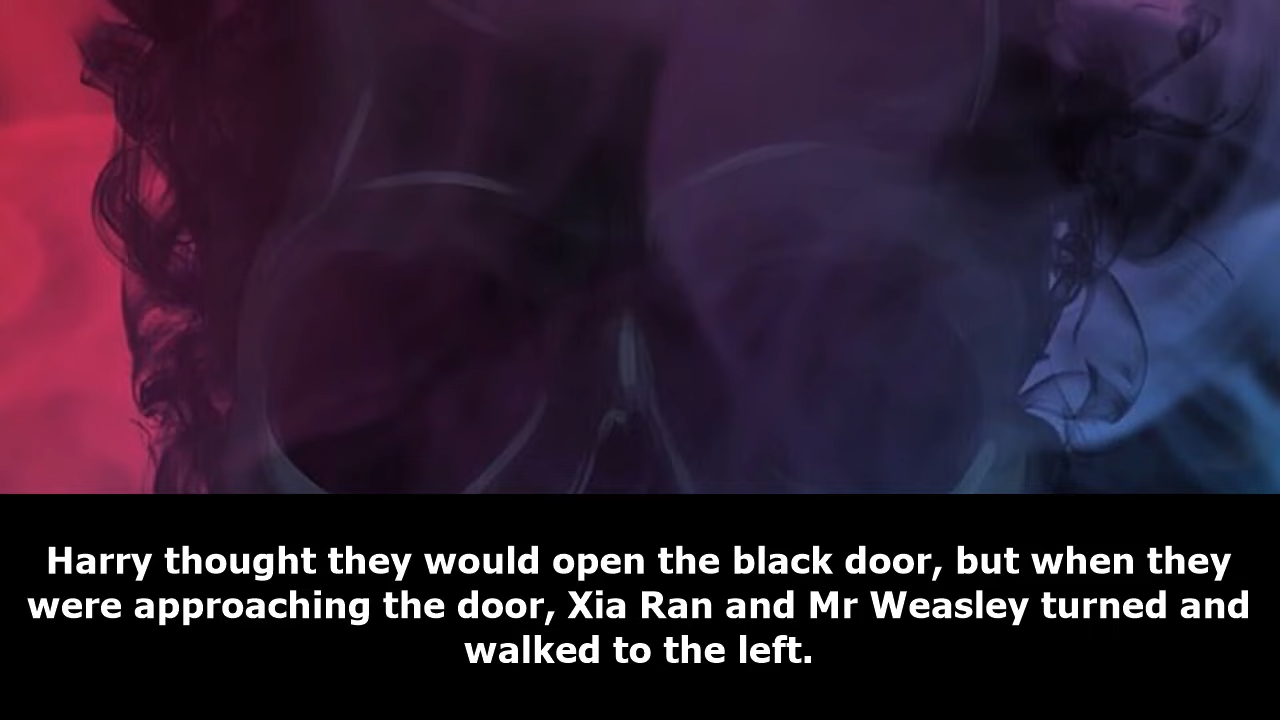 Harry thought they would open the black door, but when they
were approaching the door, Xia Ran and Mr Weasley turned and
walked to the left.